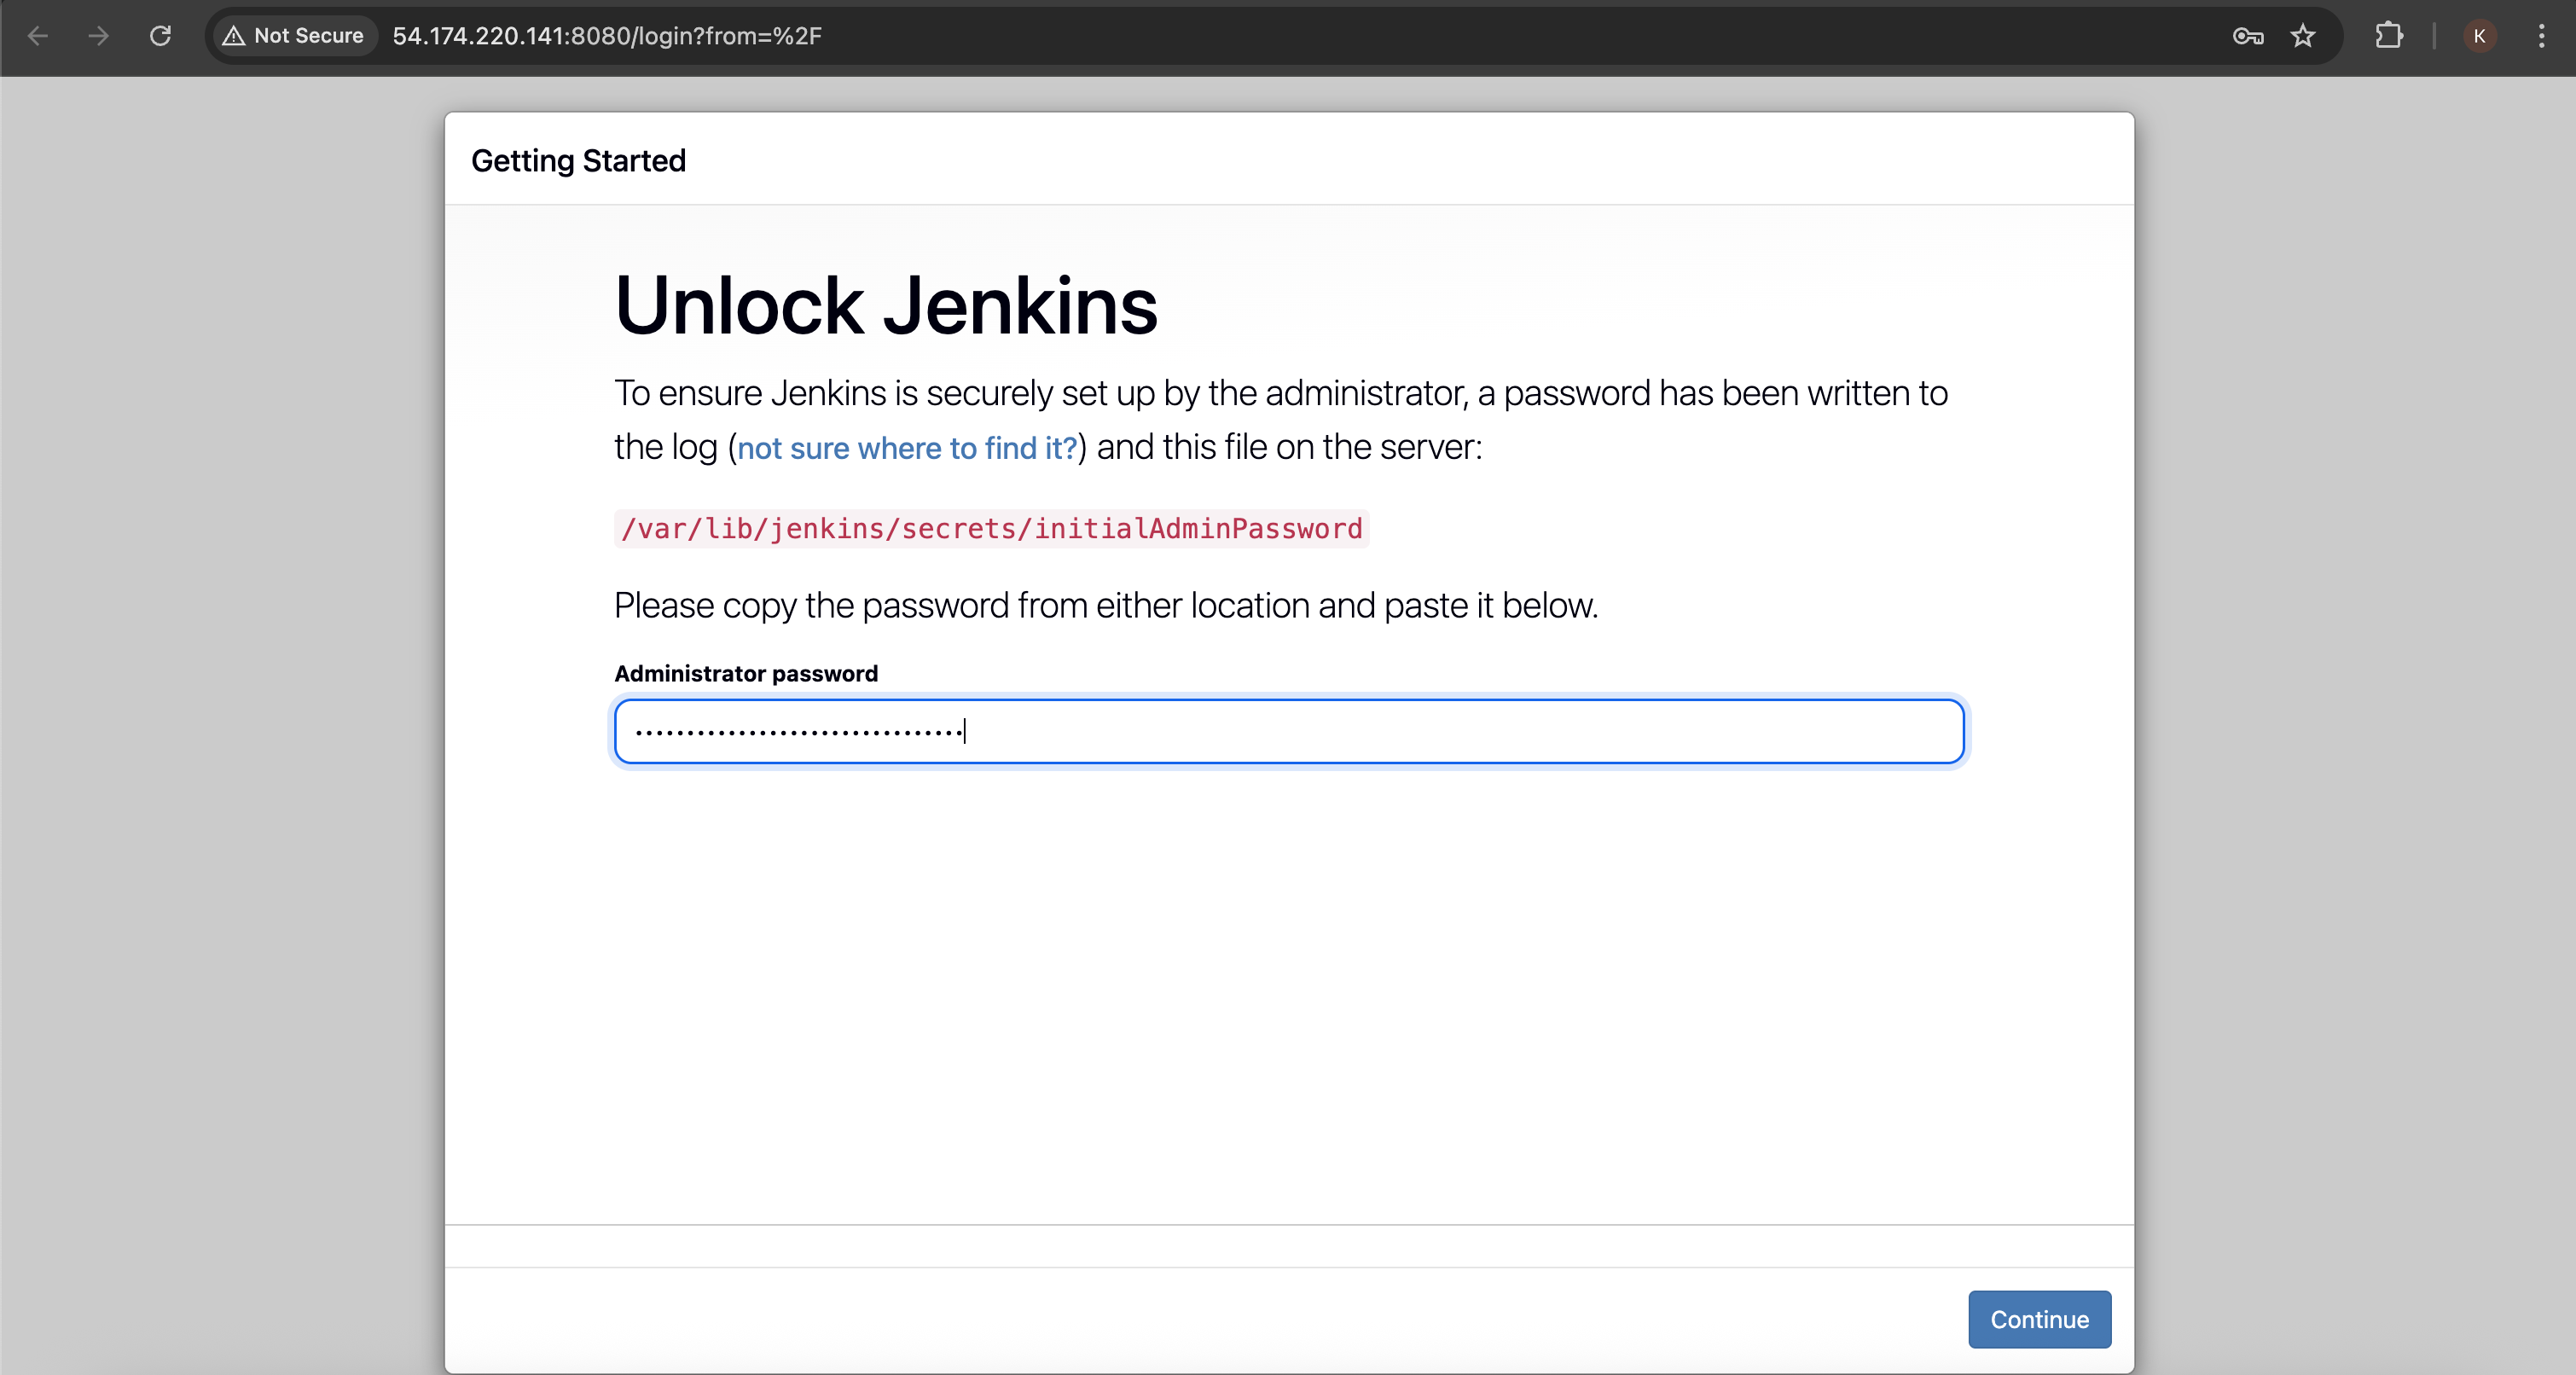 Not Secure 54.174.220.141:8080/login?from=%2F K
Getting Started
Unlock Jenkins
To ensure Jenkins is securely set up by the administrator, a password has been written to
the log (not sure where to find it?) and this file on the server:
/var/lib/jenkins/secrets/initialAdminPassword
Please copy the password from either location and paste it below.
Administrator password
••••••••••••••••••••••••••••••••
Continue